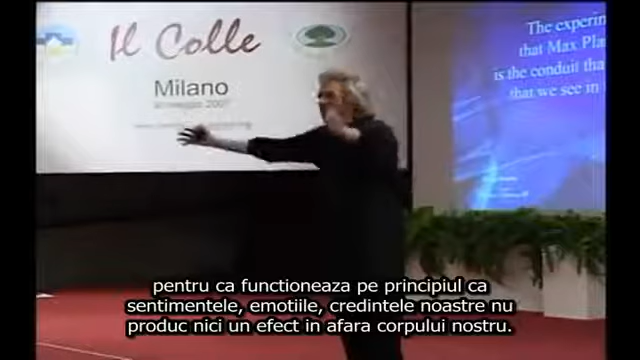 Il Colle
Milano
The experim
that Max Pla
is the conduit tha
that we see in
pentru ca functioneaza pe principiul ca
sentimentele, emotiile, credintele noastre nu
produc nici un efect in afara corpului nostru.